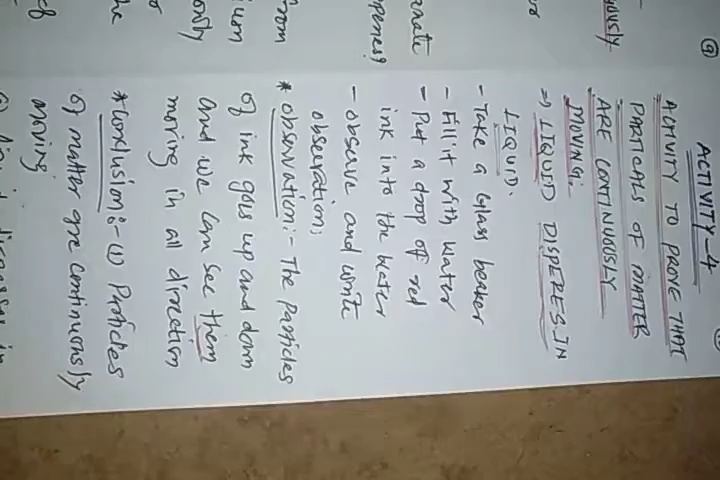 ACTIVITY-4
ACTIVITY TO PROVE THAT
PARTICALS OF MATTER
ARE CONTINUOUSLY
MOVING:
=> LIQUID DISPERES IN
LIQUID.
- Take a Glass beaker
- Fill it with water
- Put a drop of red
ink into the water
- observe and write
observation;
* observation:- The particles
of ink goes up and down
and we can see them
moving in all direction
* Conclusion:- (1) Particles
of matter are continuously
moving